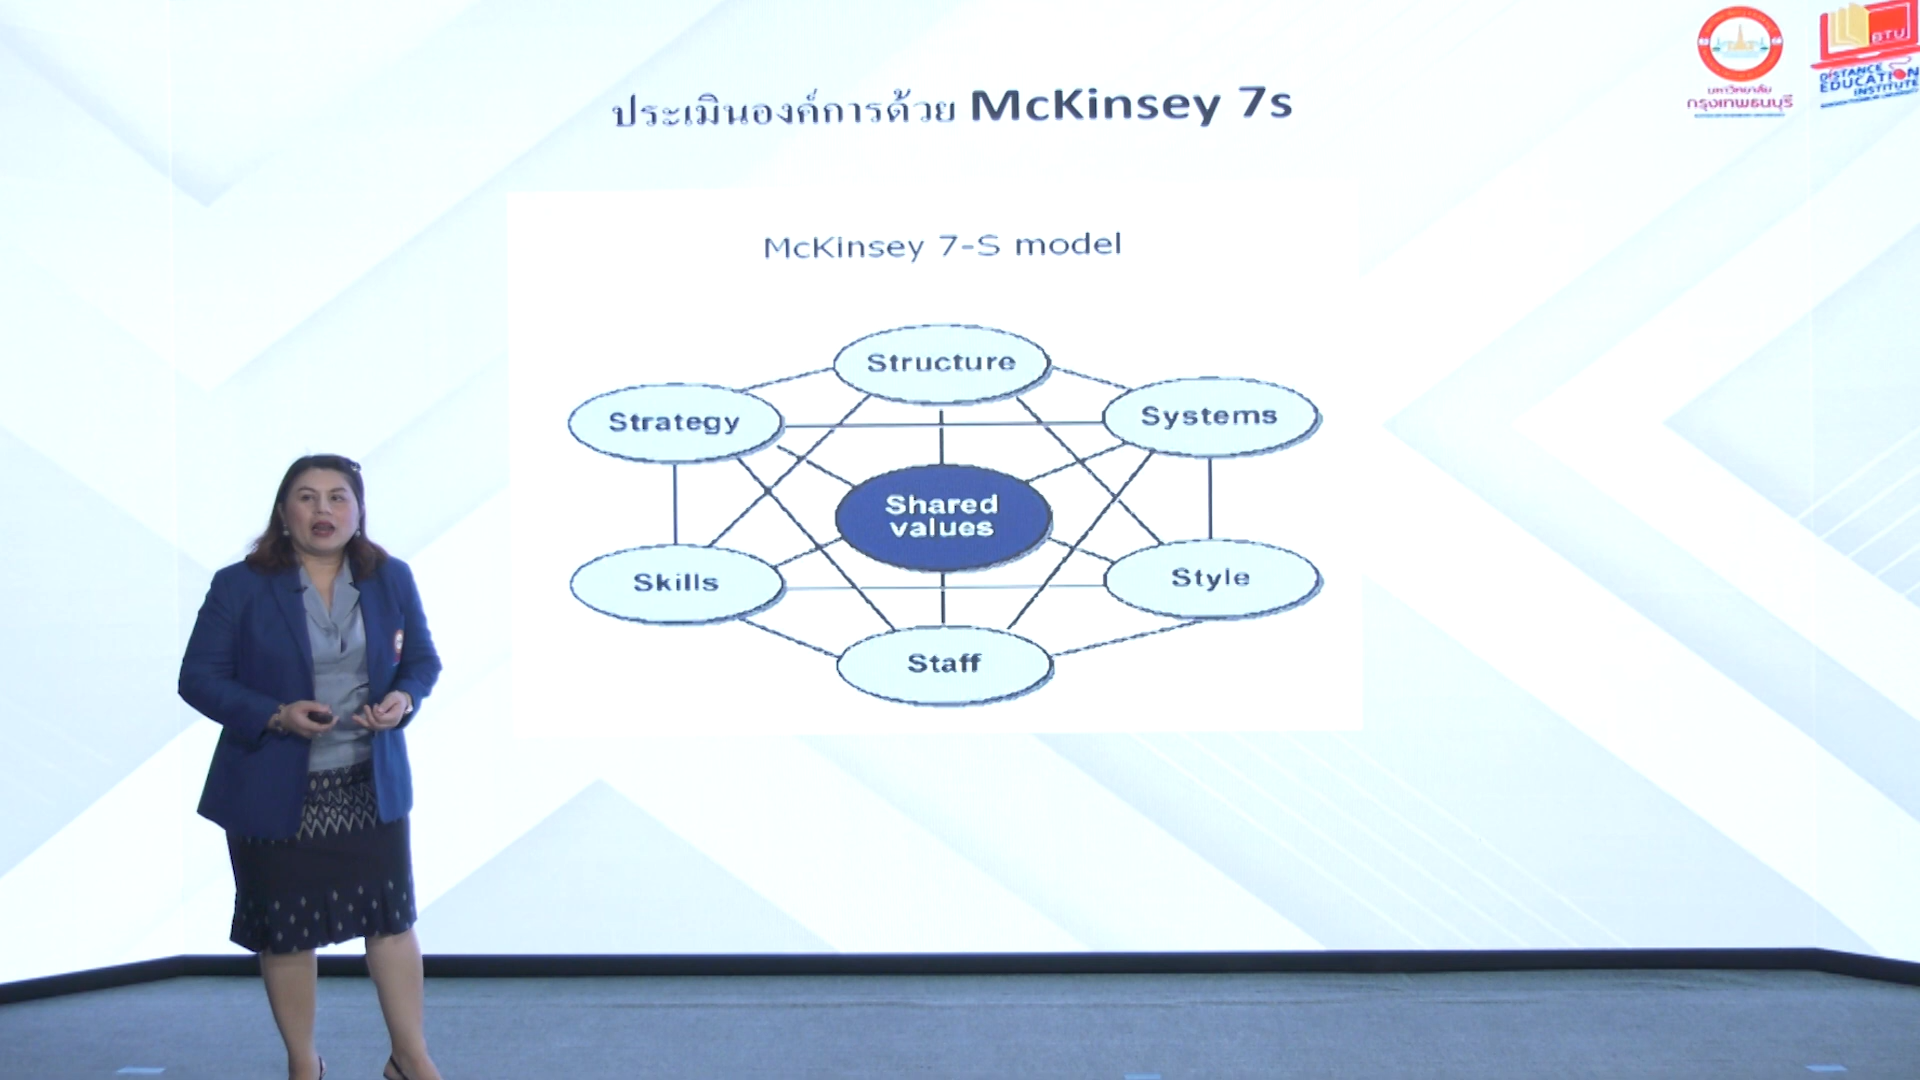 ประเมินองค์การด้วย McKinsey 7s
มหาวิทยาลัย
กรุงเทพธนบุรี
BTU
DISTANCE
EDUCATION
INSTITUTE
McKinsey 7-S model
Structure
Strategy
Systems
Shared
values
Skills
Style
Staff